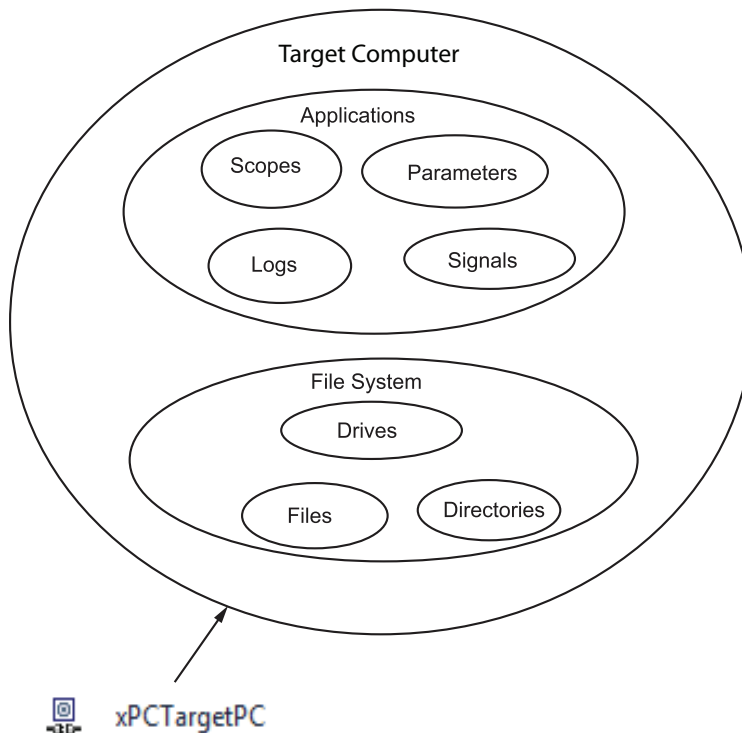 Target Computer
Applications
Scopes
Parameters
Logs
Signals
File System
Drives
Files
Directories
xPCTargetPC